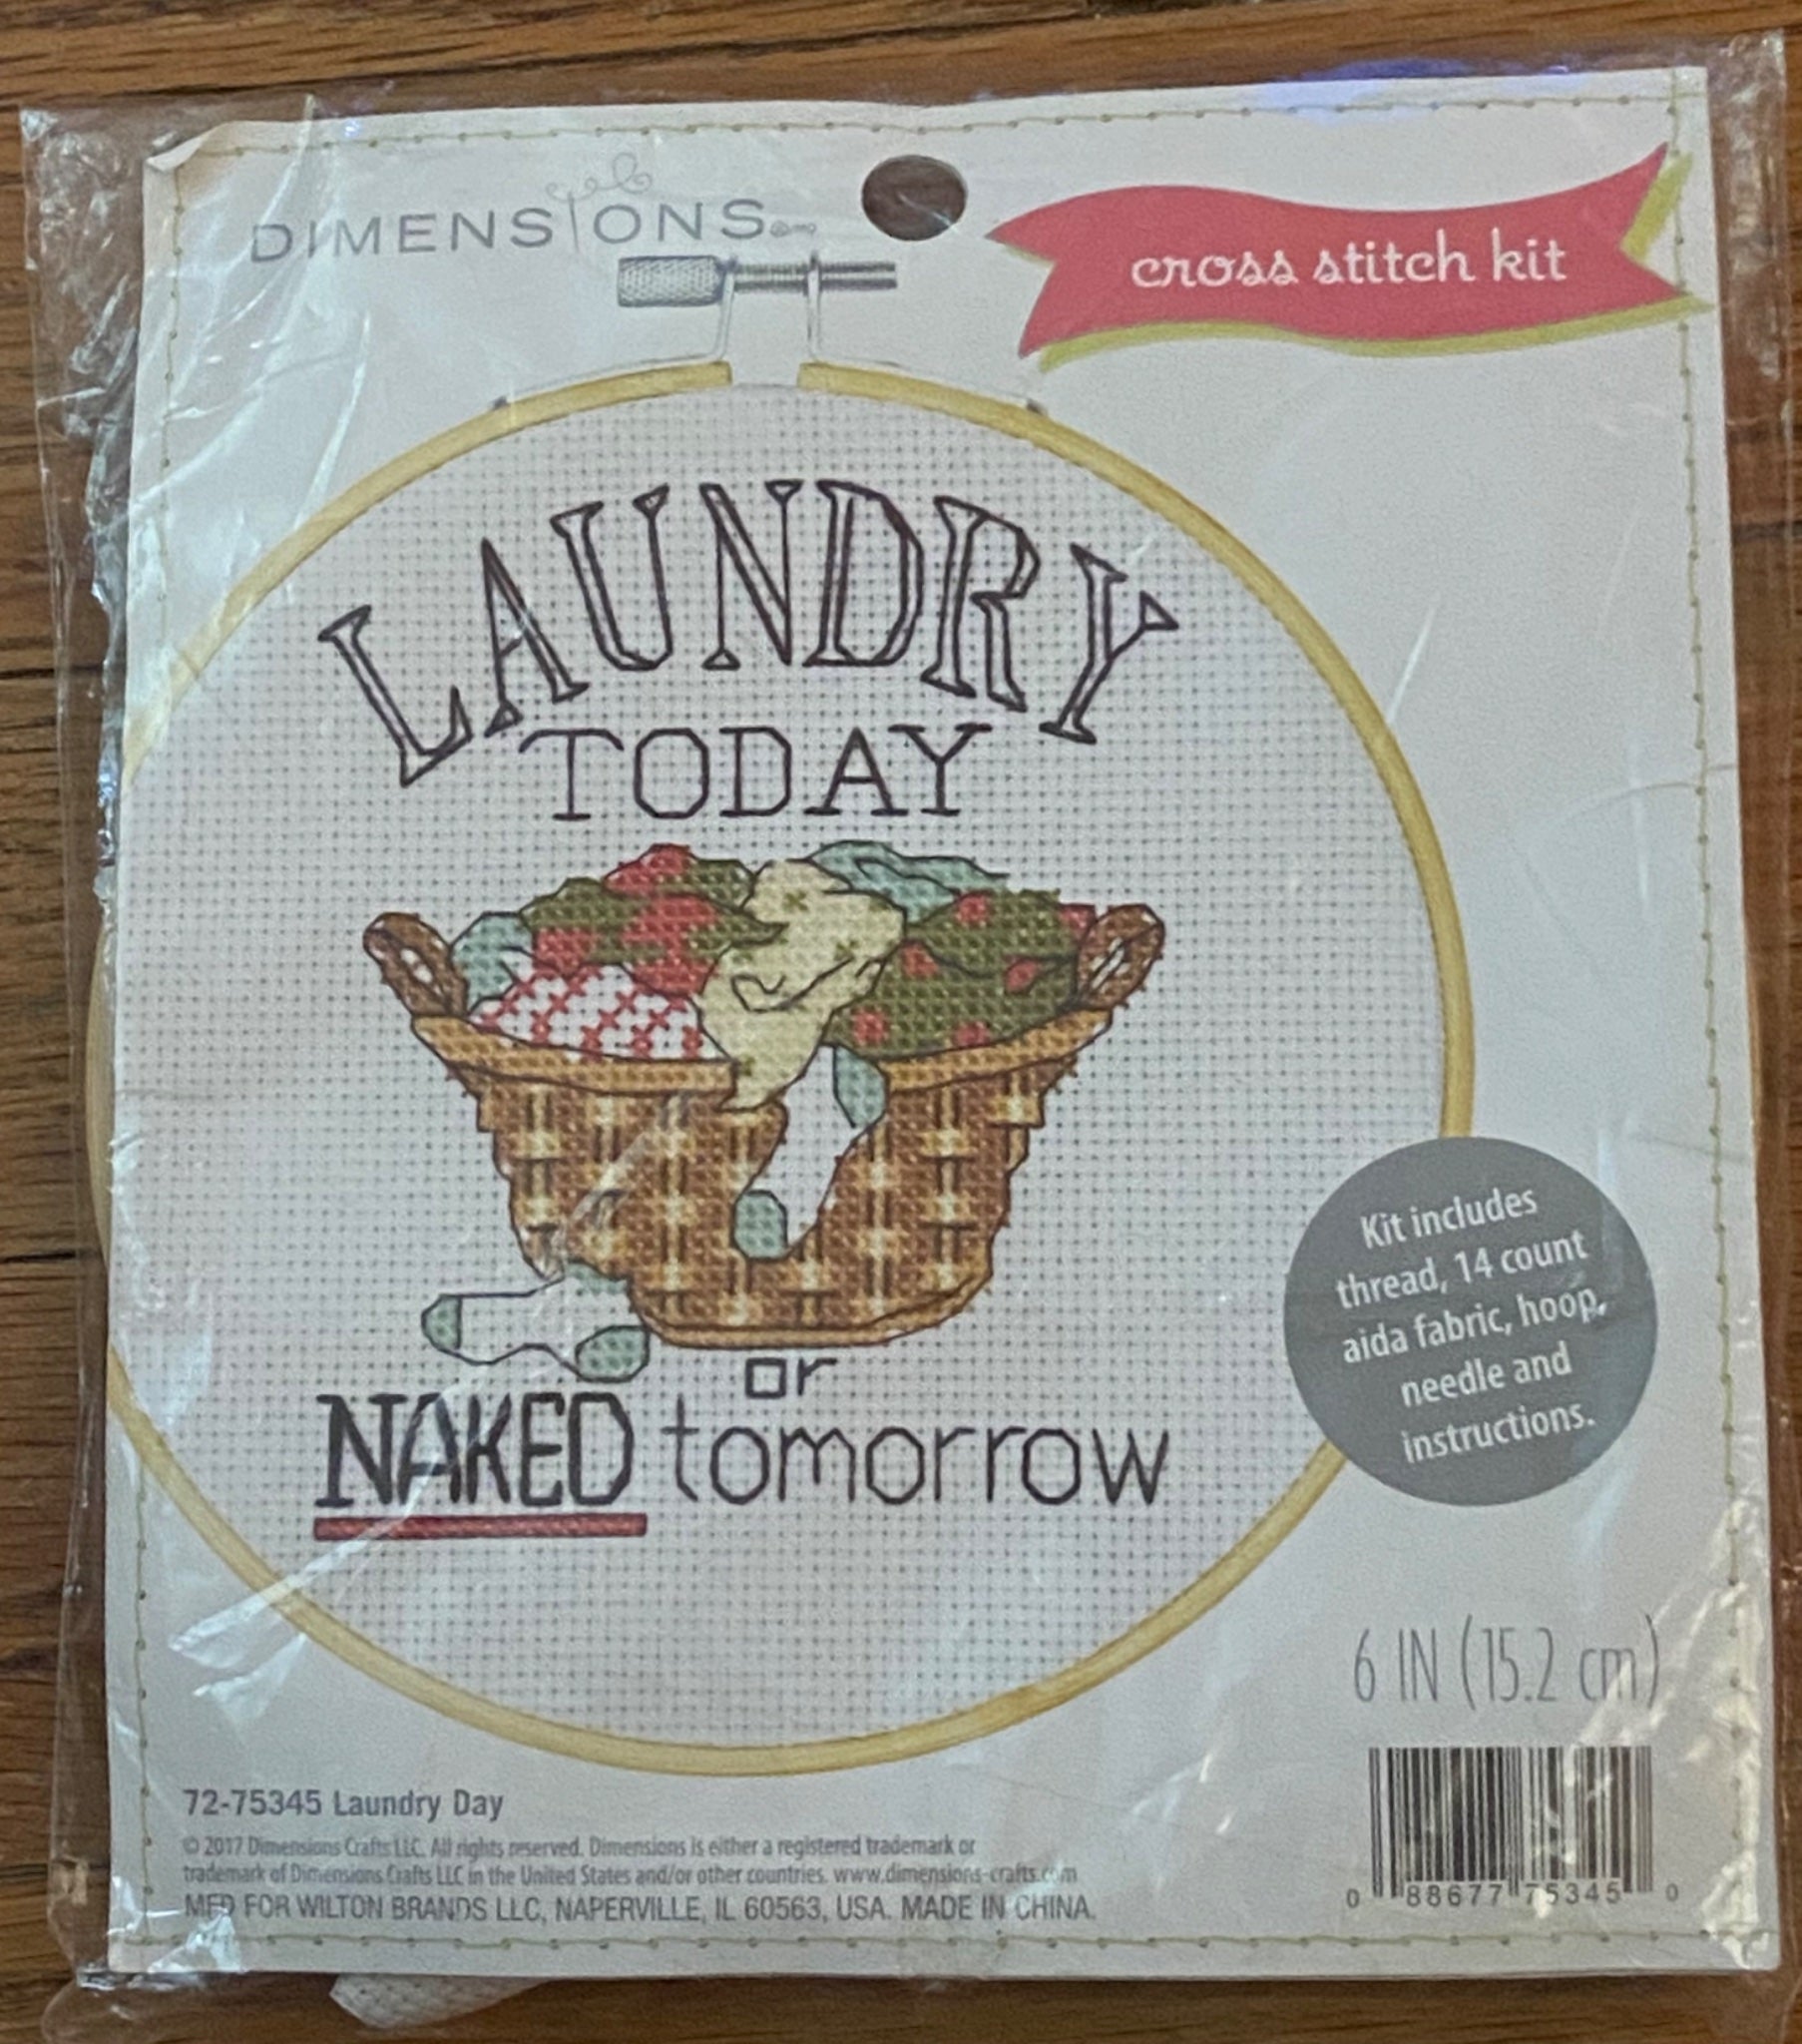 DIMENSIONS
cross stitch kit
LAUNDRY
TODAY
or
NAKED tomorrow
Kit includes
thread, 14 count
aida fabric, hoop,
needle and
instructions.
6 IN (15.2 cm)
72-75345 Laundry Day
© 2017 Dimensions Crafts LLC. All rights reserved. Dimensions is either a registered trademark or
trademark of Dimensions Crafts LLC in the United States and/or other countries. www.dimensions-crafts.com
MFD FOR WILTON BRANDS LLC, NAPERVILLE, IL 60563, USA. MADE IN CHINA.
0 88677 75345 0